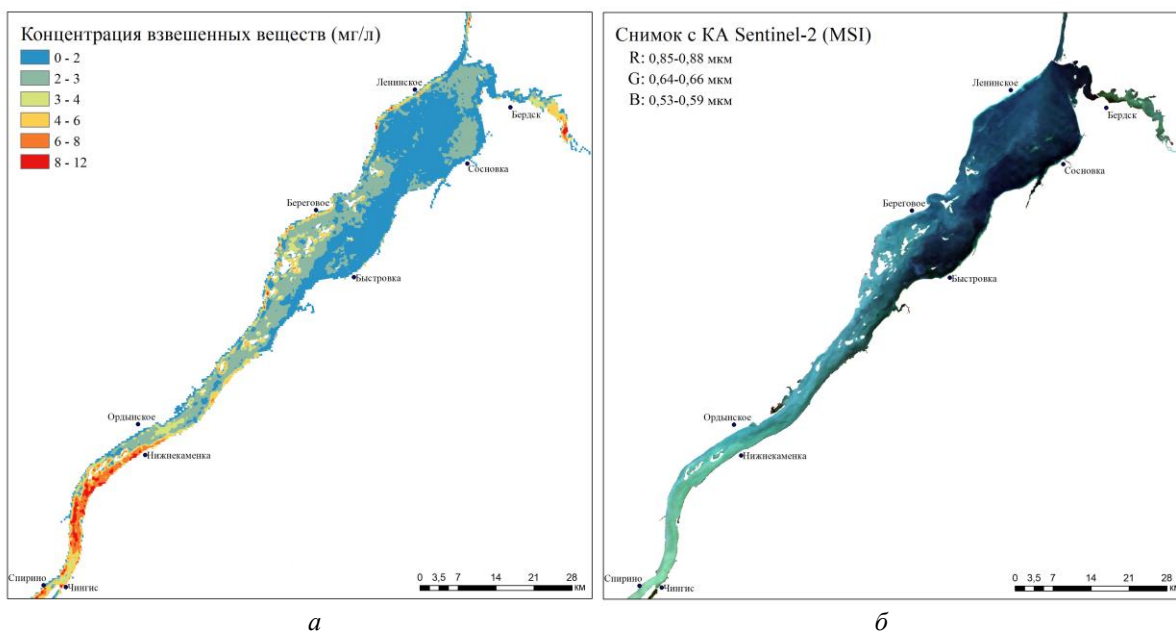 Концентрация взвешенных веществ (мг/л)
0 - 2
2 - 3
3 - 4
4 - 6
6 - 8
8 - 12
Ленинское
Бердск
Сосновка
Береговое
Быстровка
Ордынское
Нижнекаменка
Спирино
Чингис
0 3,5 7 14 21 28
км
а
Снимок с КА Sentinel-2 (MSI)
R: 0,85-0,88 мкм
G: 0,64-0,66 мкм
B: 0,53-0,59 мкм
Ленинское
Бердск
Сосновка
Береговое
Быстровка
Ордынское
Нижнекаменка
Спирино
Чингис
0 3,5 7 14 21 28
км
б